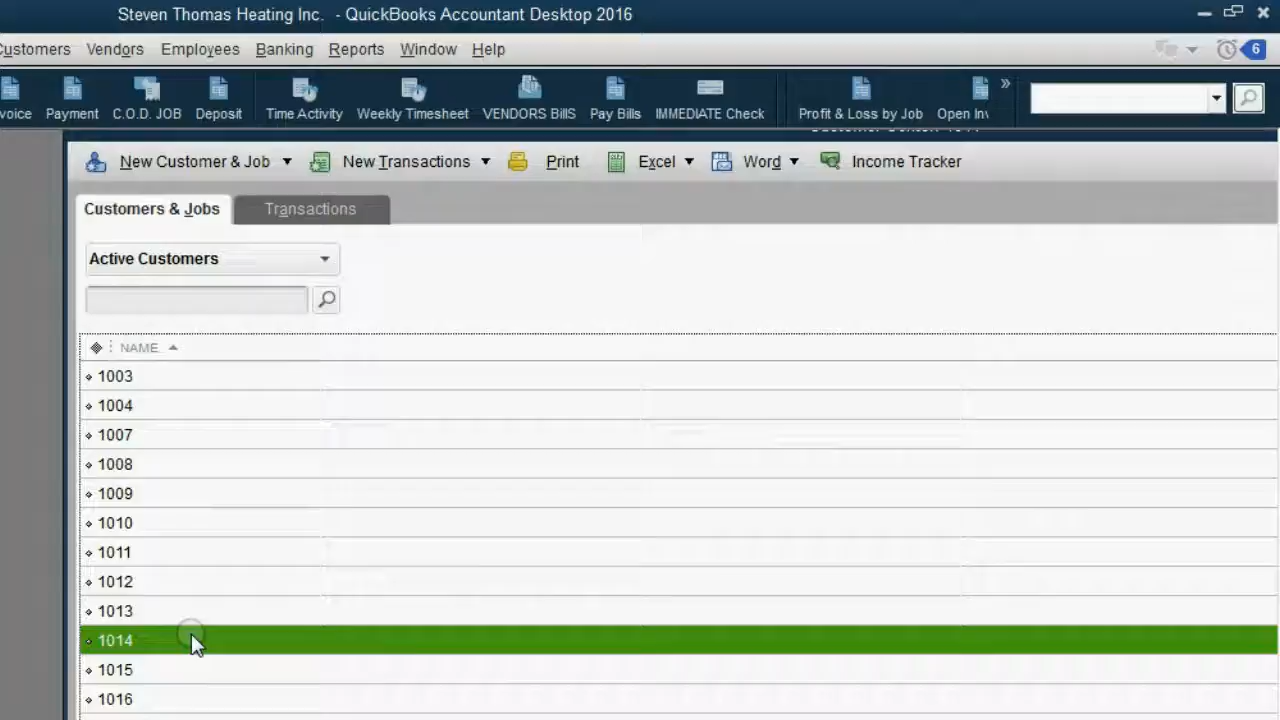 Steven Thomas Heating Inc. - QuickBooks Accountant Desktop 2016
Customers Vendors Employees Banking Reports Window Help 6
voice Payment C.O.D. JOB Deposit Time Activity Weekly Timesheet VENDORS Bills Pay Bills IMMEDIATE Check Profit & Loss by Job Open Inv »
New Customer & Job New Transactions Print Excel Word Income Tracker
Customers & Jobs Transactions
Active Customers
NAME
1003
1004
1007
1008
1009
1010
1011
1012
1013
1014
1015
1016